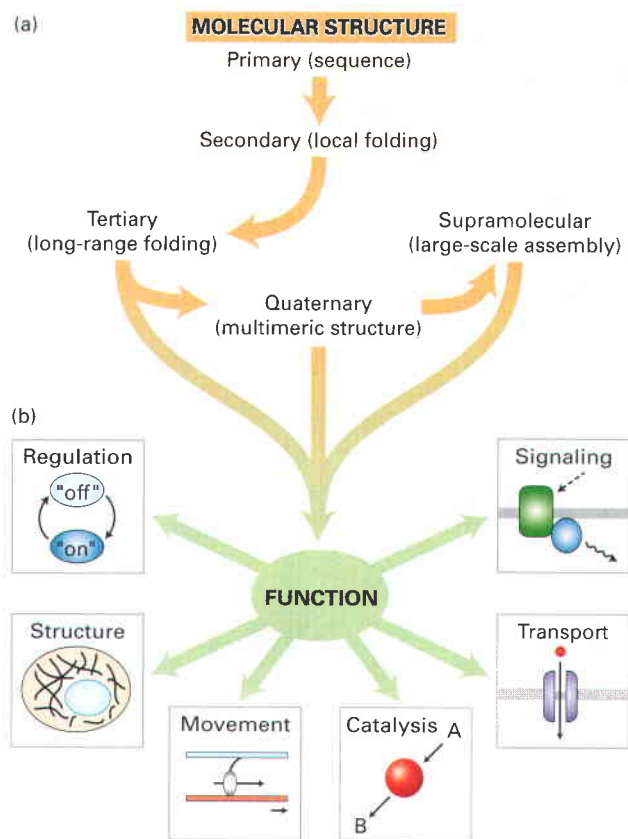 (a)
MOLECULAR STRUCTURE
Primary (sequence)
Secondary (local folding)
Tertiary
(long-range folding)
Supramolecular
(large-scale assembly)
Quaternary
(multimeric structure)
(b)
Regulation
"off"
"on"
Signaling
FUNCTION
Structure
Transport
Movement
Catalysis
A
B